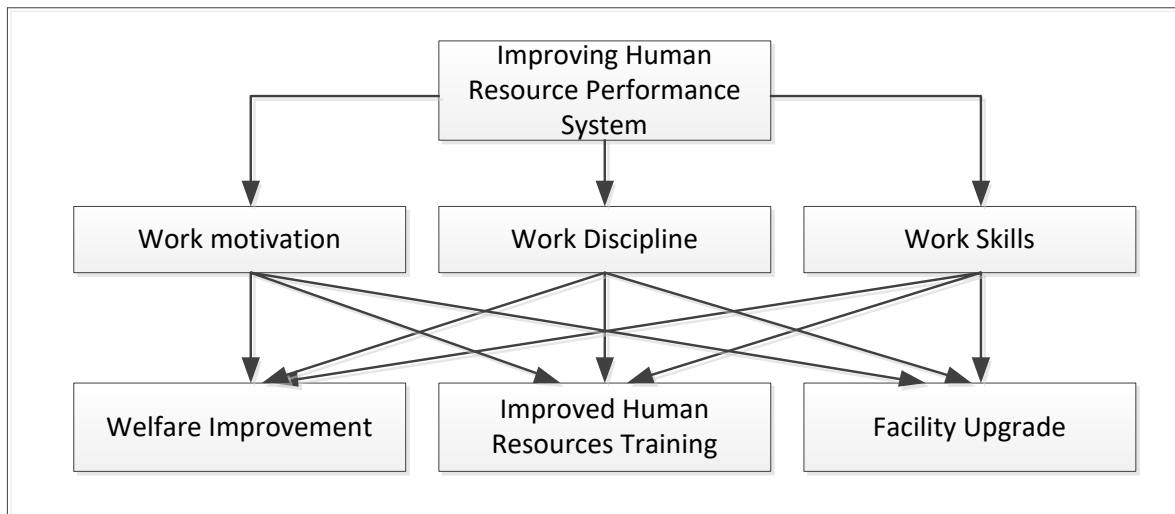 Improving Human
Resource Performance
System
Work motivation
Work Discipline
Work Skills
Welfare Improvement
Improved Human
Resources Training
Facility Upgrade